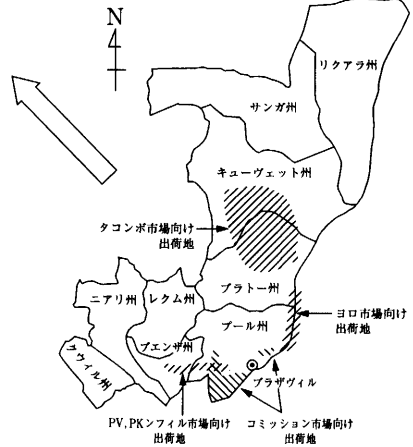 N
リクアラ州
サンガ州
キューヴェット州
タコンボ市場向け
出荷地
プラトー州
ニアリ州
レクム州
プール州
ヨロ市場向け
出荷地
ブエンザ州
クウィル州
ブラザヴィル
PV,PKンフィル市場向け
出荷地
コミッション市場向け
出荷地